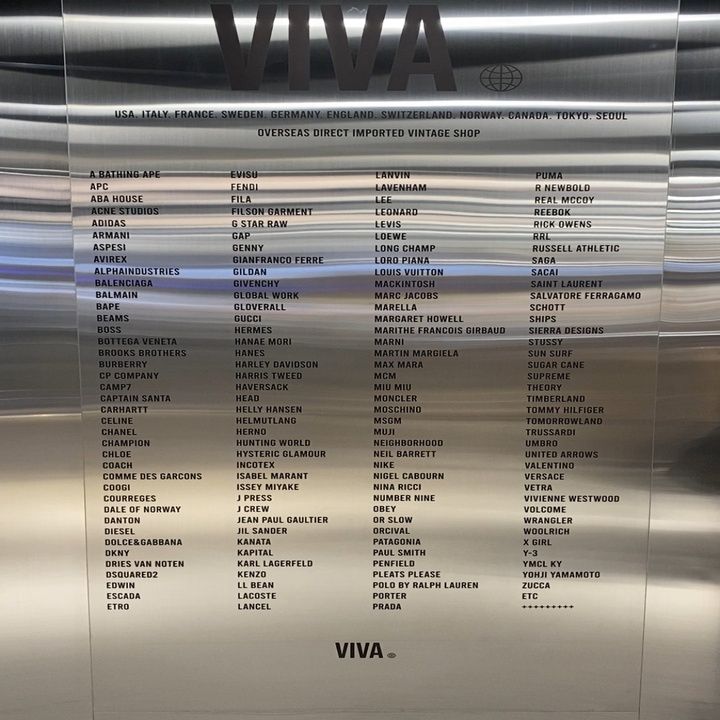 VIVA
USA. ITALY. FRANCE. SWEDEN. GERMANY. ENGLAND. SWITZERLAND. NORWAY. CANADA. TOKYO. SEOUL
OVERSEAS DIRECT IMPORTED VINTAGE SHOP
A BATHING APE
APC
ABA HOUSE
ACNE STUDIOS
ADIDAS
ARMANI
ASPESI
AVIREX
ALPHAINDUSTRIES
BALENCIAGA
BALMAIN
BAPE
BEAMS
BOSS
BOTTEGA VENETA
BROOKS BROTHERS
BURBERRY
CP COMPANY
CAMP7
CAPTAIN SANTA
CARHARTT
CELINE
CHANEL
CHAMPION
CHLOE
COACH
COMME DES GARCONS
COOGI
COURREGES
DALE OF NORWAY
DANTON
DIESEL
DOLCE&GABBANA
DKNY
DRIES VAN NOTEN
DSQUARED2
EDWIN
ESCADA
ETRO
EVISU
FENDI
FILA
FILSON GARMENT
G STAR RAW
GAP
GENNY
GIANFRANCO FERRE
GILDAN
GIVENCHY
GLOBAL WORK
GLOVERALL
GUCCI
HERMES
HANAE MORI
HANES
HARLEY DAVIDSON
HARRIS TWEED
HAVERSACK
HEAD
HELLY HANSEN
HELMUTLANG
HERNO
HUNTING WORLD
HYSTERIC GLAMOUR
INCOTEX
ISABEL MARANT
ISSEY MIYAKE
J PRESS
J CREW
JEAN PAUL GAULTIER
JIL SANDER
KANATA
KAPITAL
KARL LAGERFELD
KENZO
LL BEAN
LACOSTE
LANCEL
LANVIN
LAVENHAM
LEE
LEONARD
LEVIS
LOEWE
LONG CHAMP
LORO PIANA
LOUIS VUITTON
MACKINTOSH
MARC JACOBS
MARELLA
MARGARET HOWELL
MARITHE FRANCOIS GIRBAUD
MARNI
MARTIN MARGIELA
MAX MARA
MCM
MIU MIU
MONCLER
MOSCHINO
MSGM
MUJI
NEIGHBORHOOD
NEIL BARRETT
NIKE
NIGEL CABOURN
NINA RICCI
NUMBER NINE
OBEY
OR SLOW
ORCIVAL
PATAGONIA
PAUL SMITH
PENFIELD
PLEATS PLEASE
POLO BY RALPH LAUREN
PORTER
PRADA
PUMA
R NEWBOLD
REAL MCCOY
REEBOK
RICK OWENS
RRL
RUSSELL ATHLETIC
SAGA
SACAI
SAINT LAURENT
SALVATORE FERRAGAMO
SCHOTT
SHIPS
SIERRA DESIGNS
STUSSY
SUN SURF
SUGAR CANE
SUPREME
THEORY
TIMBERLAND
TOMMY HILFIGER
TOMORROWLAND
TRUSSARDI
UMBRO
UNITED ARROWS
VALENTINO
VERSACE
VETRA
VIVIENNE WESTWOOD
VOLCOME
WRANGLER
WOOLRICH
X GIRL
Y-3
YMCL KY
YOHJI YAMAMOTO
ZUCCA
ETC
+++++++++
VIVA